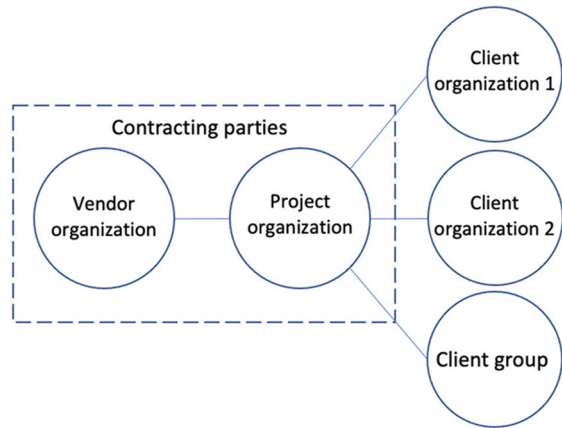 Contracting parties
Vendor
organization
Project
organization
Client
organization 1
Client
organization 2
Client group